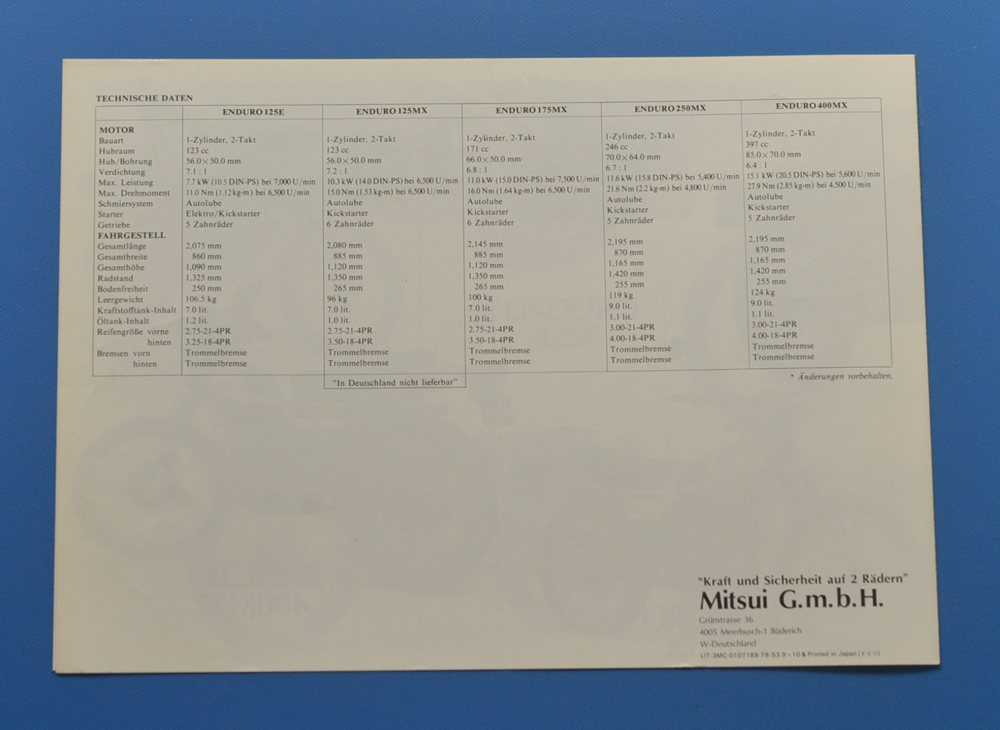 TECHNISCHE DATEN
ENDURO 125E ENDURO 125MX ENDURO 175MX ENDURO 250MX ENDURO 400MX
MOTOR
Bauart 1-Zylinder, 2-Takt 1-Zylinder, 2-Takt 1-Zylinder, 2-Takt 1-Zylinder, 2-Takt 1-Zylinder, 2-Takt
Hubraum 123 cc 123 cc 171 cc 246 cc 397 cc
Hub/Bohrung 56.0 × 50.0 mm 56.0 × 50.0 mm 66.0 × 50.0 mm 70.0 × 64.0 mm 85.0 × 70.0 mm
Verdichtung 7.1 : 1 7.2 : 1 6.8 : 1 6.7 : 1 6.4 : 1
Max. Leistung 7.7 kW (10.5 DIN-PS) bei 7,000 U/min 10.3 kW (14.0 DIN-PS) bei 6,500 U/min 11.0 kW (15.0 DIN-PS) bei 7,500 U/min 11.6 kW (15.8 DIN-PS) bei 5,400 U/min 15.1 kW (20.5 DIN-PS) bei 5,600 U/min
Max. Drehmoment 11.0 Nm (1.12 kg-m) bei 6,500 U/min 15.0 Nm (1.53 kg-m) bei 6,500 U/min 16.0 Nm (1.64 kg-m) bei 6,500 U/min 21.6 Nm (2.2 kg-m) bei 4,800 U/min 27.9 Nm (2.85 kg-m) bei 4,500 U/min
Schmiersystem Autolube Autolube Autolube Autolube Autolube
Starter Elektro/Kickstarter Kickstarter Kickstarter Kickstarter Kickstarter
Getriebe 5 Zahnräder 6 Zahnräder 6 Zahnräder 5 Zahnräder 5 Zahnräder
FAHRGESTELL
Gesamtlänge 2,075 mm 2,080 mm 2,145 mm 2,195 mm 2,195 mm
Gesamtbreite 860 mm 885 mm 885 mm 870 mm 870 mm
Gesamthöhe 1,090 mm 1,120 mm 1,120 mm 1,165 mm 1,165 mm
Radstand 1,325 mm 1,350 mm 1,350 mm 1,420 mm 1,420 mm
Bodenfreiheit 250 mm 265 mm 265 mm 255 mm 255 mm
Leergewicht 106.5 kg 96 kg 100 kg 119 kg 124 kg
Kraftstofftank-Inhalt 7.0 lit. 7.0 lit. 7.0 lit. 9.0 lit. 9.0 lit.
Öltank-Inhalt 1.2 lit. 1.0 lit. 1.0 lit. 1.1 lit. 1.1 lit.
Reifengröße vorne 2.75-21-4PR 2.75-21-4PR 2.75-21-4PR 3.00-21-4PR 3.00-21-4PR
hinten 3.25-18-4PR 3.50-18-4PR 3.50-18-4PR 4.00-18-4PR 4.00-18-4PR
Bremsen vorn Trommelbremse Trommelbremse Trommelbremse Trommelbremse Trommelbremse
hinten Trommelbremse Trommelbremse Trommelbremse Trommelbremse Trommelbremse
"In Deutschland nicht lieferbar"
* Änderungen vorbehalten.
"Kraft und Sicherheit auf 2 Rädern"
Mitsui G.m.b.H.
Grünstrasse 36
4005 Meerbusch-1 Büderich
W-Deutschland
LIT-3MC-0107189-78 53.9 × 10 k Printed in Japan